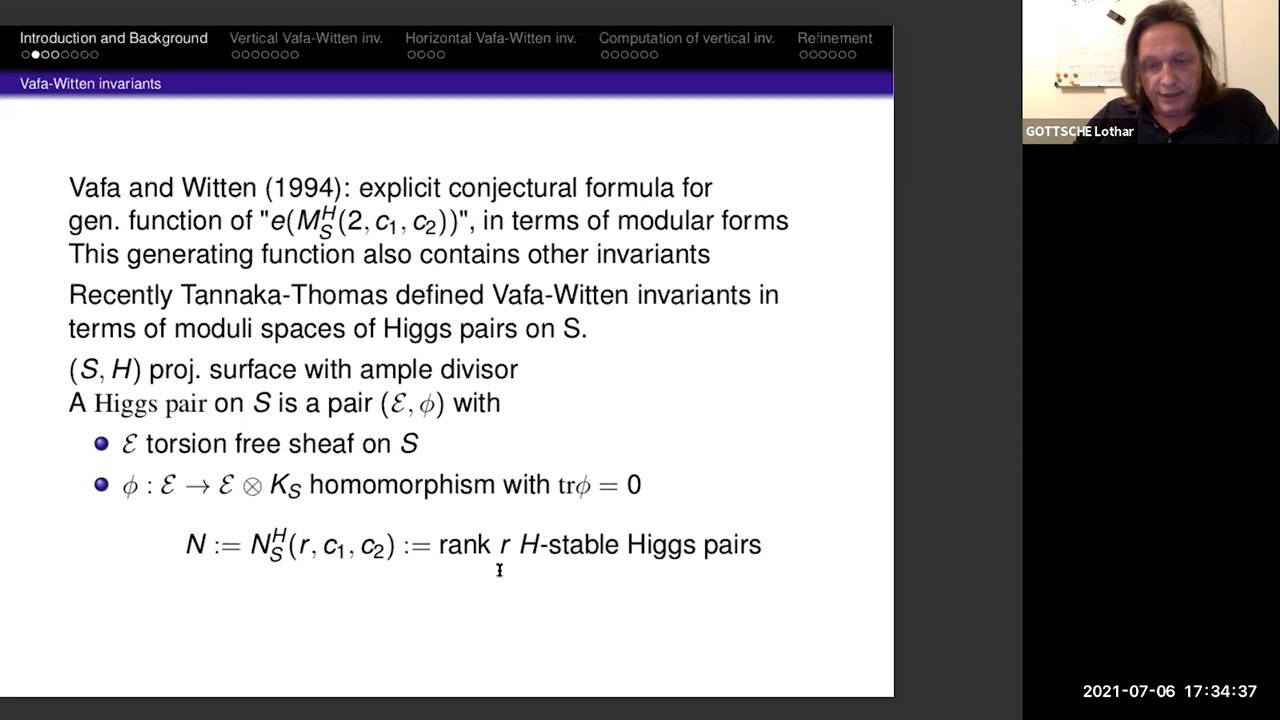 Introduction and Background Vertical Vafa-Witten inv. Horizontal Vafa-Witten inv. Computation of vertical inv. Refinement
Vafa-Witten invariants
Vafa and Witten (1994): explicit conjectural formula for
gen. function of "e(M_S^H(2, c_1, c_2))", in terms of modular forms
This generating function also contains other invariants
Recently Tannaka-Thomas defined Vafa-Witten invariants in
terms of moduli spaces of Higgs pairs on S.
(S, H) proj. surface with ample divisor
A Higgs pair on S is a pair (ℰ, ϕ) with
ℰ torsion free sheaf on S
ϕ : ℰ → ℰ ⊗ K_S homomorphism with trϕ = 0
N := N_S^H(r, c_1, c_2) := rank r H-stable Higgs pairs
GOTTSCHE Lothar
2021-07-06 17:34:37